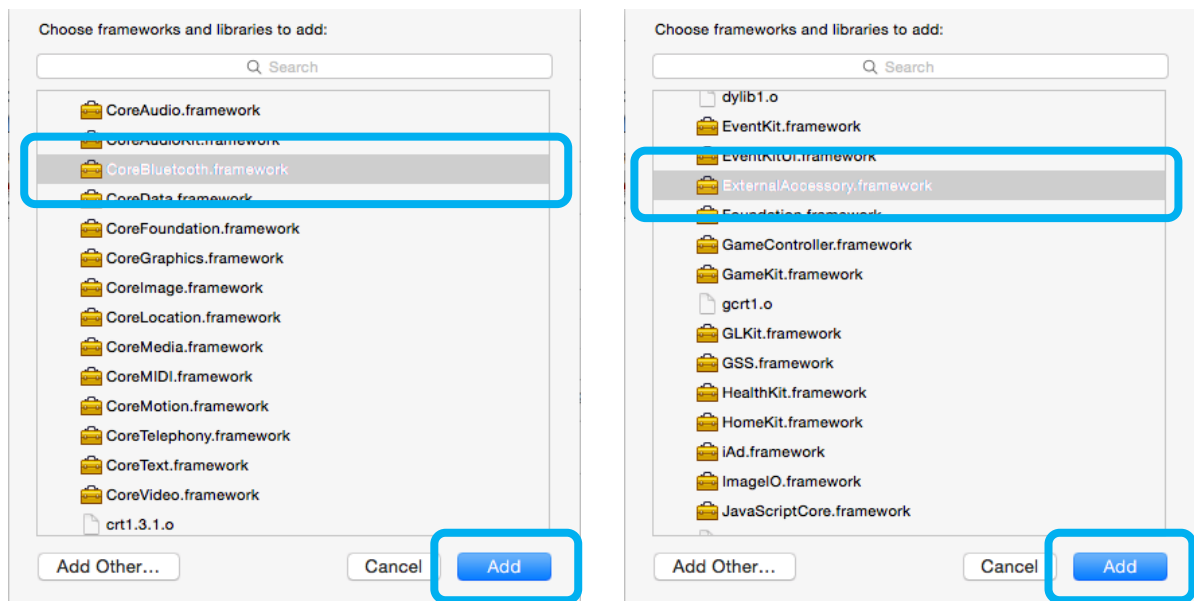 Choose frameworks and libraries to add:
Search
CoreAudio.framework
CoreAudioKit.framework
CoreBluetooth.framework
CoreData.framework
CoreFoundation.framework
CoreGraphics.framework
CoreImage.framework
CoreLocation.framework
CoreMedia.framework
CoreMIDI.framework
CoreMotion.framework
CoreTelephony.framework
CoreText.framework
CoreVideo.framework
crt1.3.1.o
Add Other...
Cancel
Add
Choose frameworks and libraries to add:
Search
dylib1.o
EventKit.framework
EventKitUI.framework
ExternalAccessory.framework
Foundation.framework
GameController.framework
GameKit.framework
gcrt1.o
GLKit.framework
GSS.framework
HealthKit.framework
HomeKit.framework
iAd.framework
ImageIO.framework
JavaScriptCore.framework
Add Other...
Cancel
Add